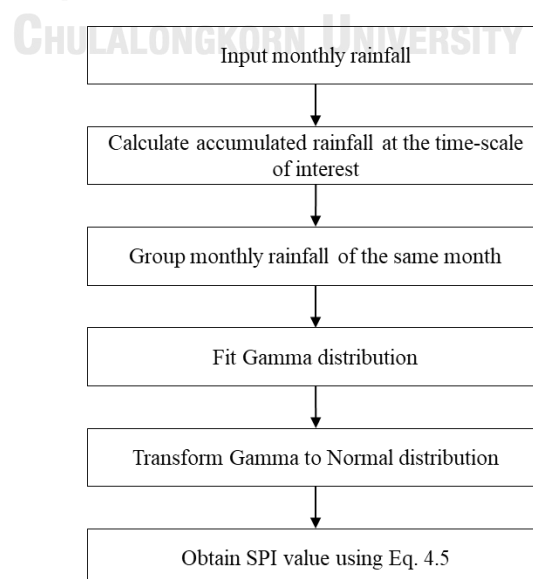 CHULALONGKORN UNIVERSITY
Input monthly rainfall
Calculate accumulated rainfall at the time-scale
of interest
Group monthly rainfall of the same month
Fit Gamma distribution
Transform Gamma to Normal distribution
Obtain SPI value using Eq. 4.5